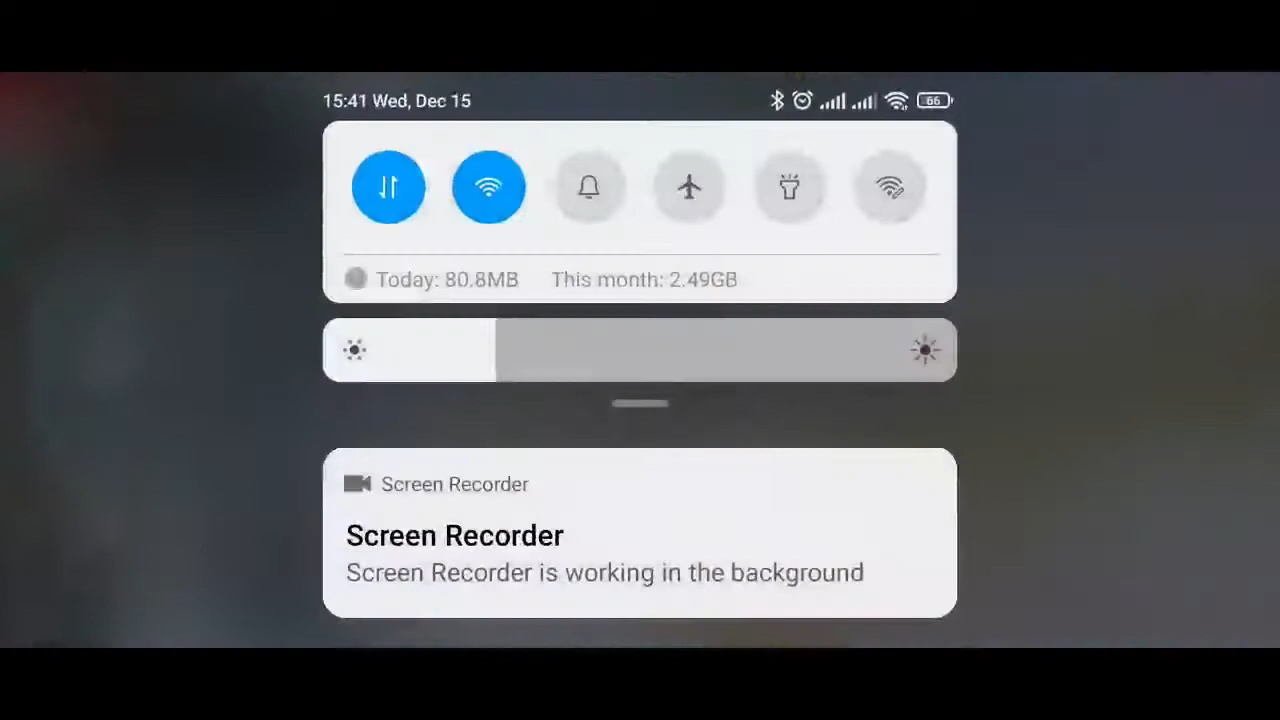 15:41 Wed, Dec 15 66
Today: 80.8MB This month: 2.49GB
Screen Recorder
Screen Recorder
Screen Recorder is working in the background